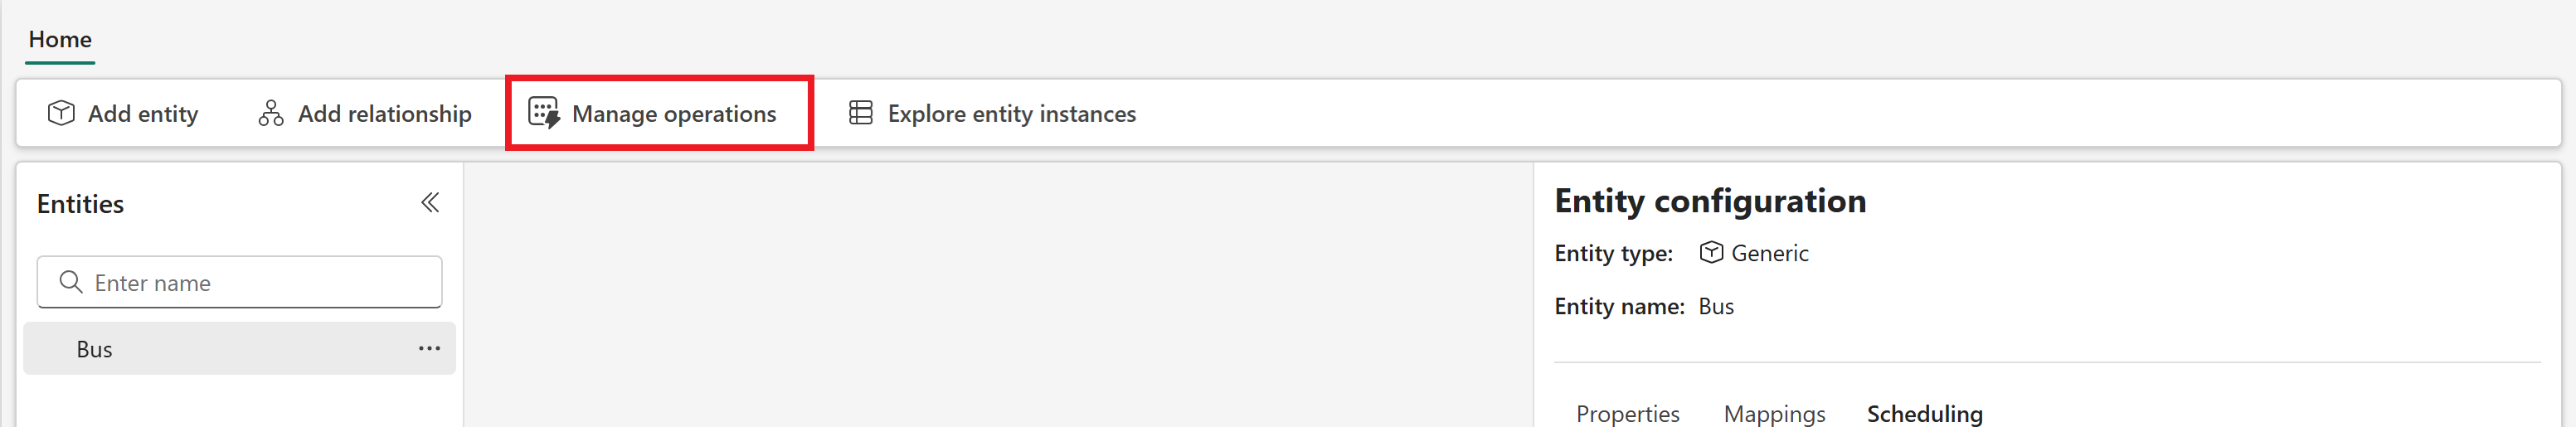 Home
Add entity
Add relationship
Manage operations
Explore entity instances
Entities
Enter name
Bus
Entity configuration
Entity type: Generic
Entity name: Bus
Properties
Mappings
Scheduling